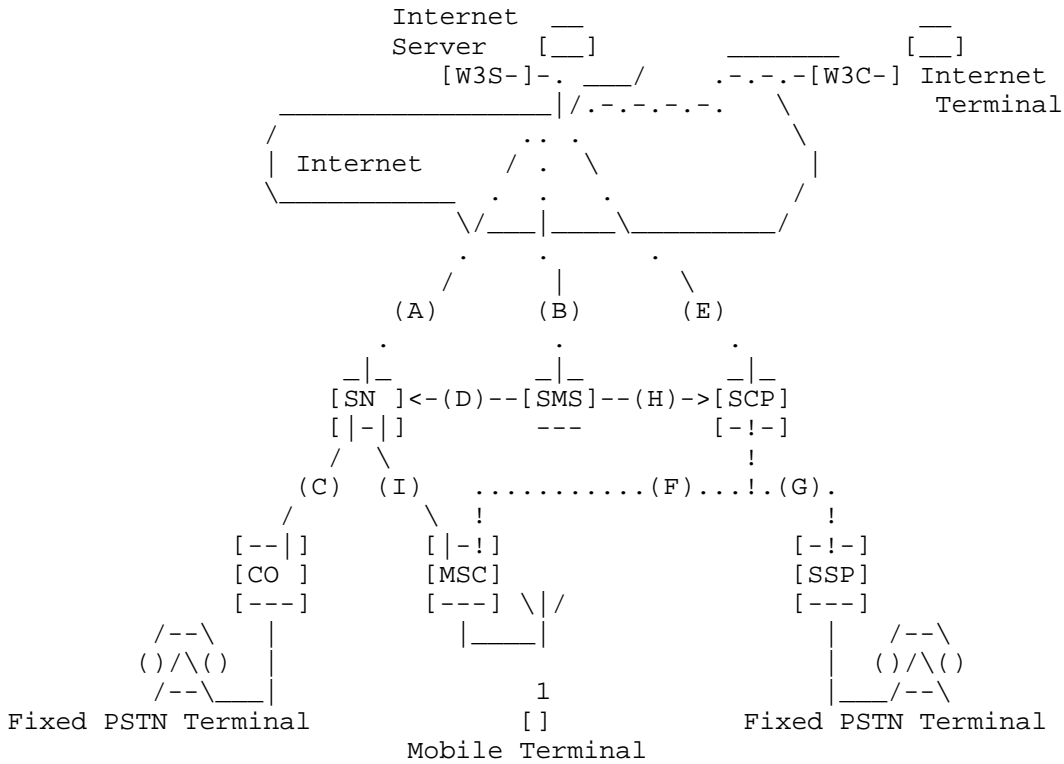 Internet
Server
[W3S-] [W3C-] Internet
Terminal
Internet
(A) (B) (E)
[SN ]<-(D)--[SMS]--(H)->[SCP]
(C) (I) (F) (G)
[CO ] [MSC] [SSP]
1
Fixed PSTN Terminal [] Fixed PSTN Terminal
Mobile Terminal